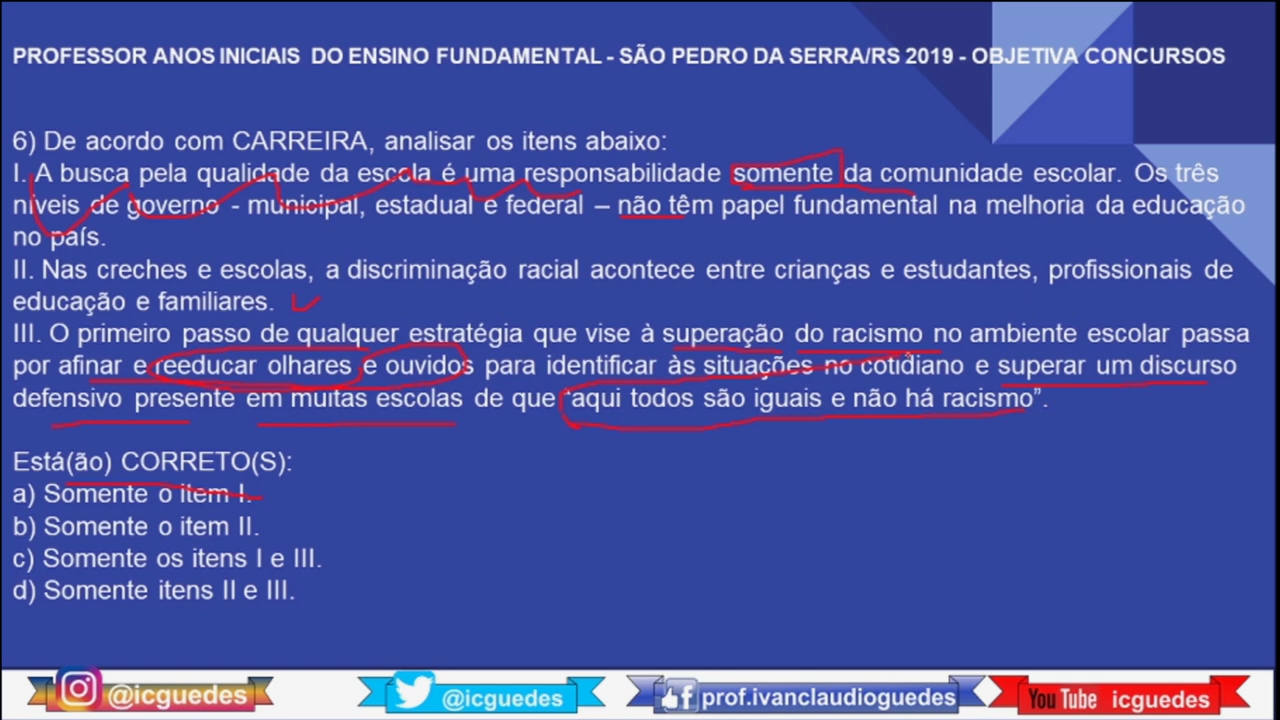 PROFESSOR ANOS INICIAIS DO ENSINO FUNDAMENTAL - SÃO PEDRO DA SERRA/RS 2019 - OBJETIVA CONCURSOS
6) De acordo com CARREIRA, analisar os itens abaixo:
I. A busca pela qualidade da escola é uma responsabilidade somente da comunidade escolar. Os três
níveis de governo - municipal, estadual e federal – não têm papel fundamental na melhoria da educação
no país.
II. Nas creches e escolas, a discriminação racial acontece entre crianças e estudantes, profissionais de
educação e familiares.
III. O primeiro passo de qualquer estratégia que vise à superação do racismo no ambiente escolar passa
por afinar e reeducar olhares e ouvidos para identificar às situações no cotidiano e superar um discurso
defensivo presente em muitas escolas de que “aqui todos são iguais e não há racismo”.
Está(ão) CORRETO(S):
a) Somente o item I.
b) Somente o item II.
c) Somente os itens I e III.
d) Somente itens II e III.
@icguedes @icguedes prof.ivanclaudioguedes You Tube icguedes